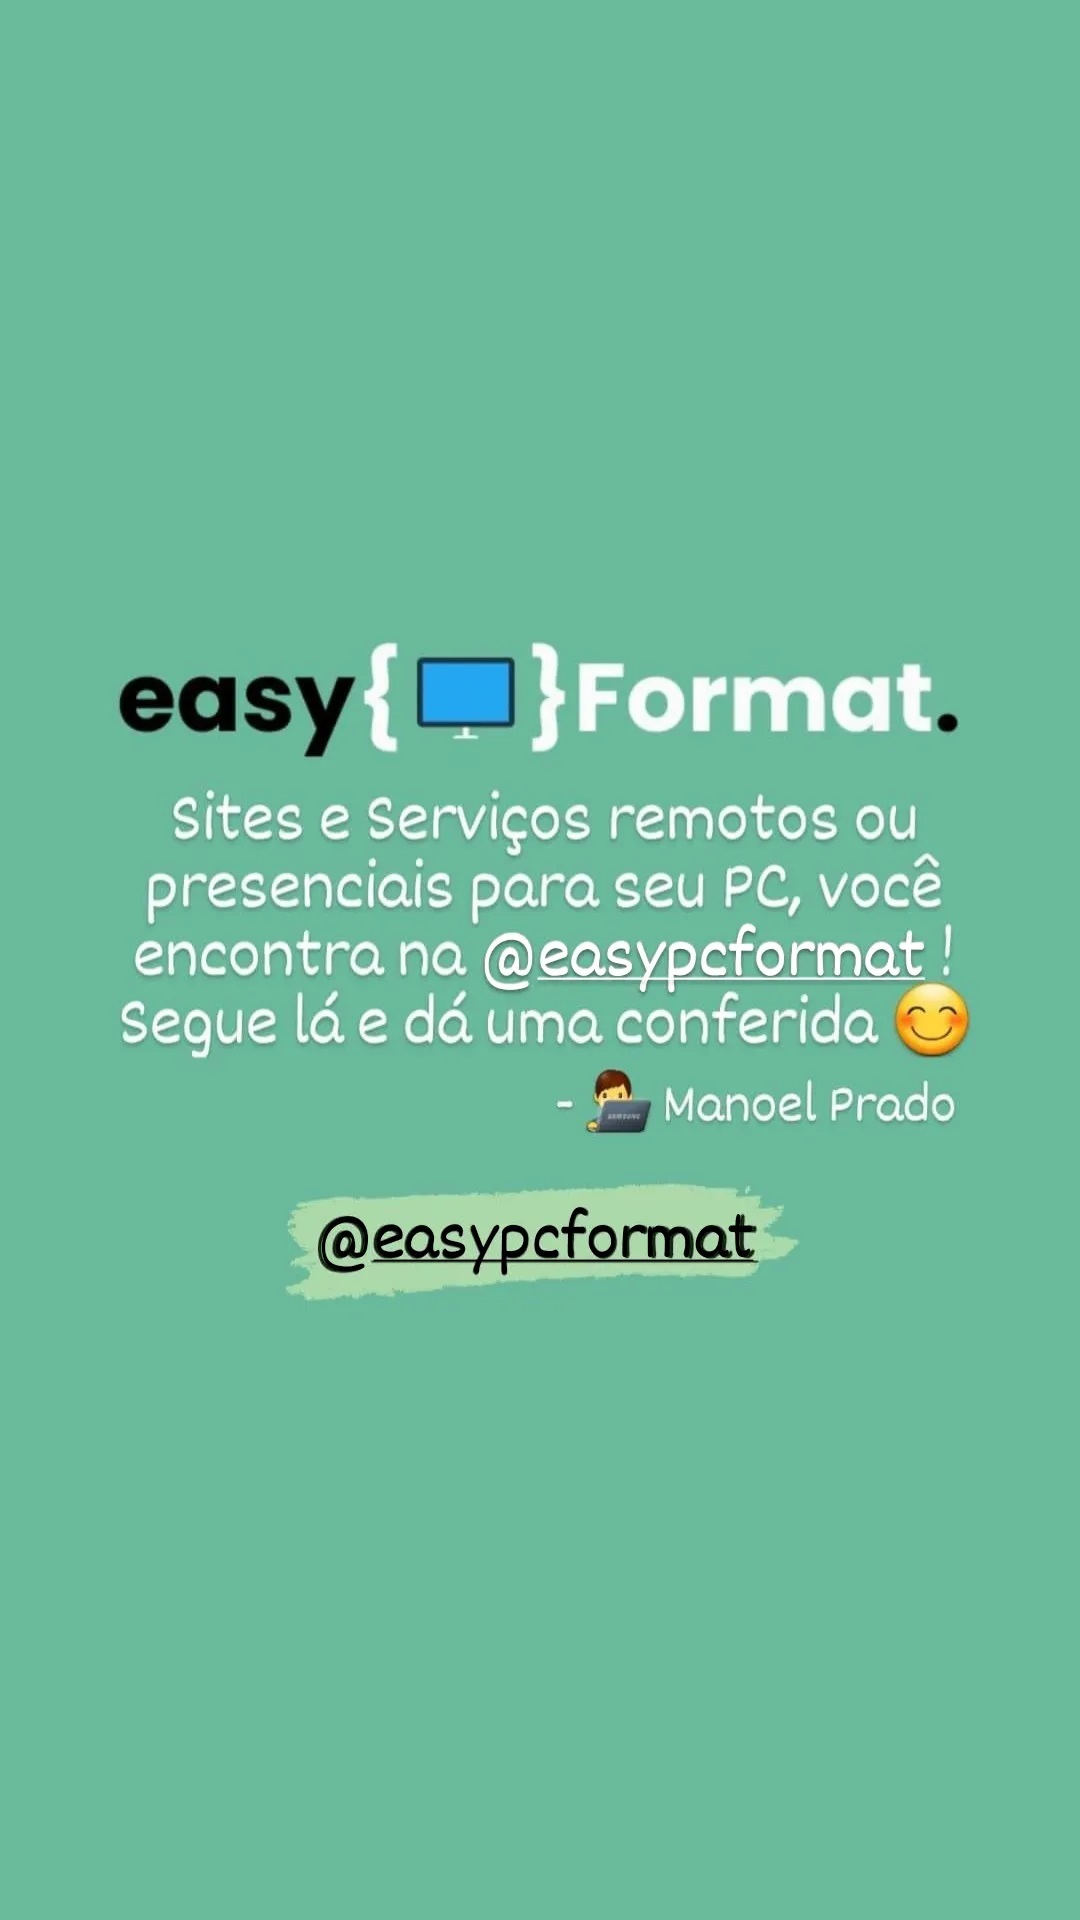 easy{🖥}Format.
Sites e Serviços remotos ou
presenciais para seu PC, você
encontra na @easypcformat !
Segue lá e dá uma conferida 😊
- 👨‍💻 Manoel Prado
@easypcformat